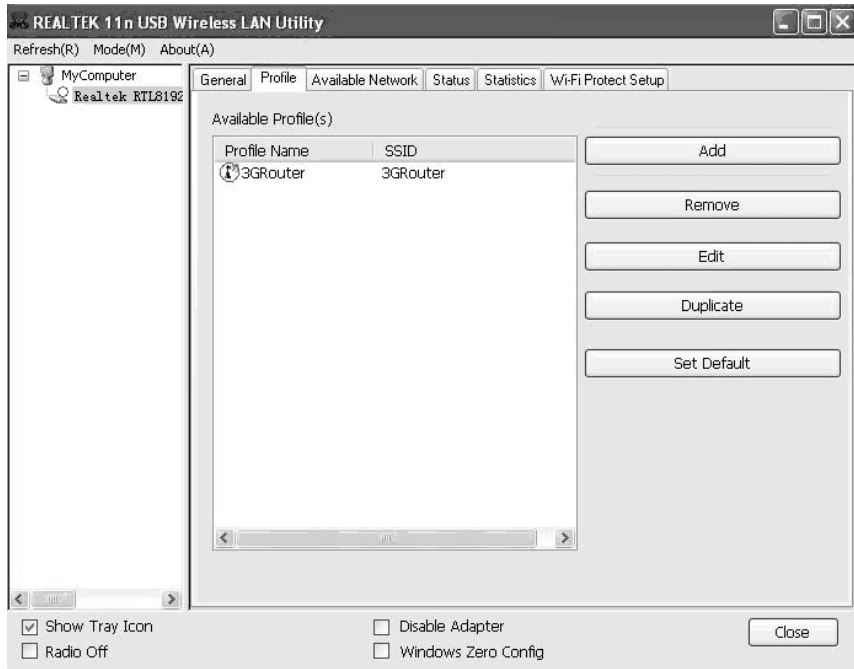 REALTEK 11n USB Wireless LAN Utility
Refresh(R) Mode(M) About(A)
MyComputer
Realtek RTL8192
General Profile Available Network Status Statistics Wi-Fi Protect Setup
Available Profile(s)
Profile Name SSID
3GRouter 3GRouter
Add
Remove
Edit
Duplicate
Set Default
Show Tray Icon
Radio Off
Disable Adapter
Windows Zero Config
Close